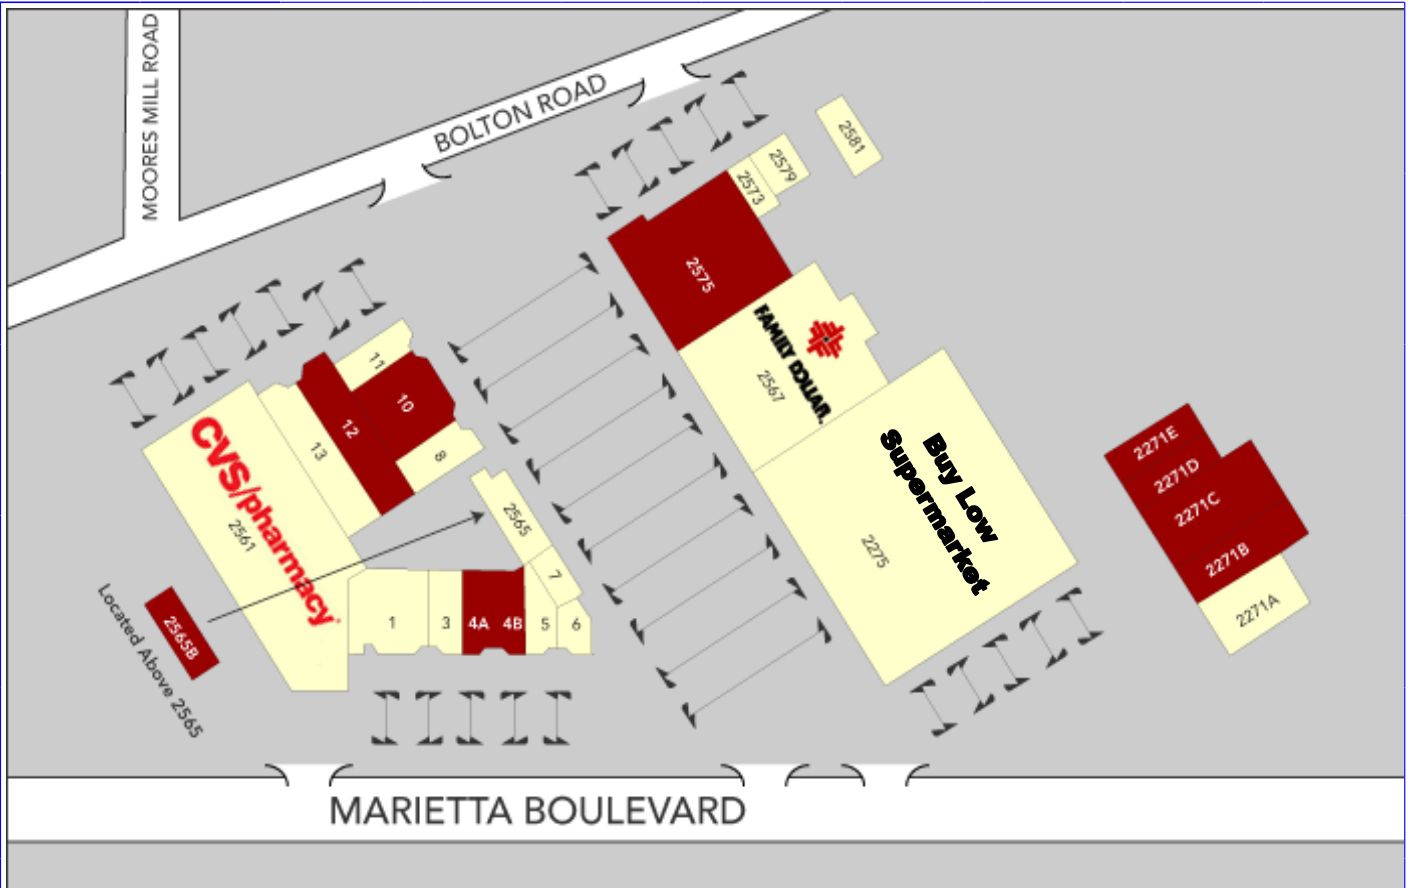 MOORES MILL ROAD
BOLTON ROAD
2581
2579
2573
2575
FAMILY DOLLAR.
2567
Buy Low
Supermarket
2275
2271E
2271D
2271C
2271B
2271A
11
10
12
13
8
CVS/pharmacy
2561
2565
7
1
3
4A
4B
5
6
2565B
Located Above 2565
MARIETTA BOULEVARD